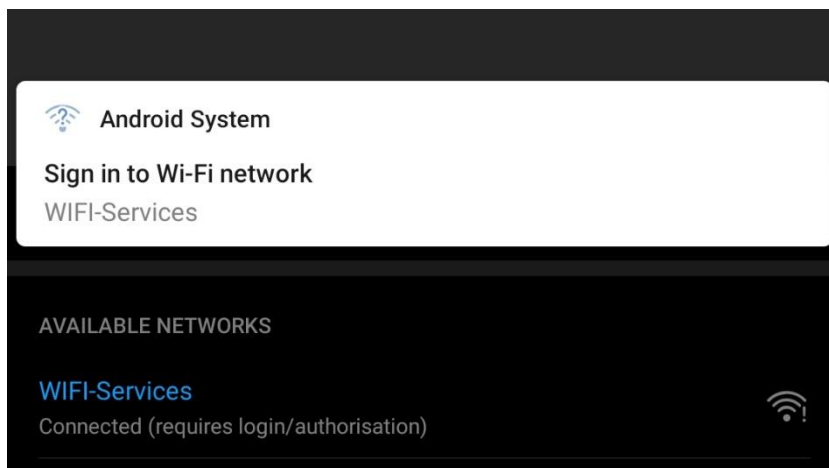 Android System
Sign in to Wi-Fi network
WIFI-Services
AVAILABLE NETWORKS
WIFI-Services
Connected (requires login/authorisation)